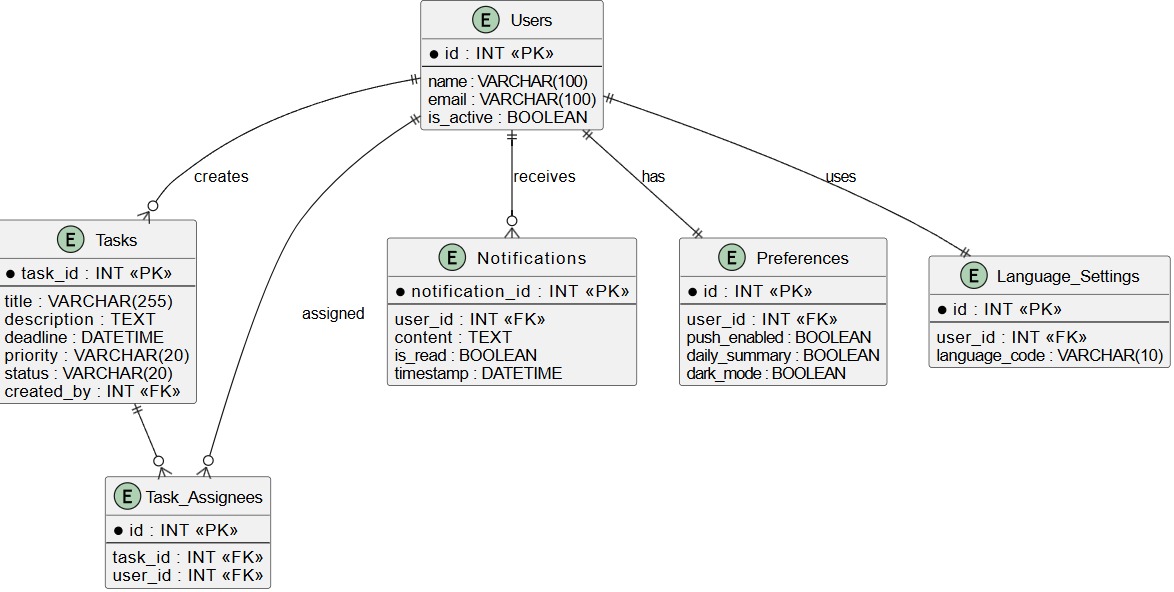 E Users
id : INT «PK»
name : VARCHAR(100)
email : VARCHAR(100)
is_active : BOOLEAN
creates
receives
has
uses
E Tasks
task_id : INT «PK»
title : VARCHAR(255)
description : TEXT
deadline : DATETIME
priority : VARCHAR(20)
status : VARCHAR(20)
created_by : INT «FK»
assigned
E Notifications
notification_id : INT «PK»
user_id : INT «FK»
content : TEXT
is_read : BOOLEAN
timestamp : DATETIME
E Preferences
id : INT «PK»
user_id : INT «FK»
push_enabled : BOOLEAN
daily_summary : BOOLEAN
dark_mode : BOOLEAN
E Language_Settings
id : INT «PK»
user_id : INT «FK»
language_code : VARCHAR(10)
E Task_Assignees
id : INT «PK»
task_id : INT «FK»
user_id : INT «FK»